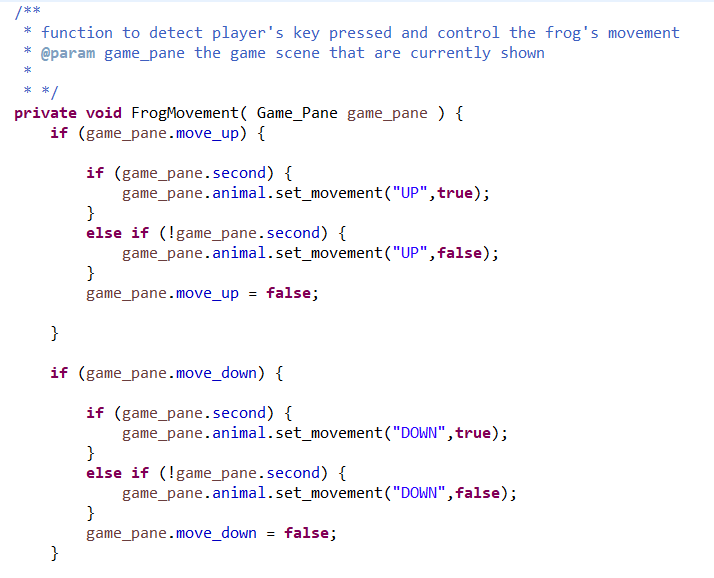 /**
 * function to detect player's key pressed and control the frog's movement
 * @param game_pane the game scene that are currently shown
 *
 * */
private void FrogMovement( Game_Pane game_pane ) {
    if (game_pane.move_up) {

        if (game_pane.second) {
            game_pane.animal.set_movement("UP",true);
        }
        else if (!game_pane.second) {
            game_pane.animal.set_movement("UP",false);
        }
        game_pane.move_up = false;

    }

    if (game_pane.move_down) {

        if (game_pane.second) {
            game_pane.animal.set_movement("DOWN",true);
        }
        else if (!game_pane.second) {
            game_pane.animal.set_movement("DOWN",false);
        }
        game_pane.move_down = false;
    }